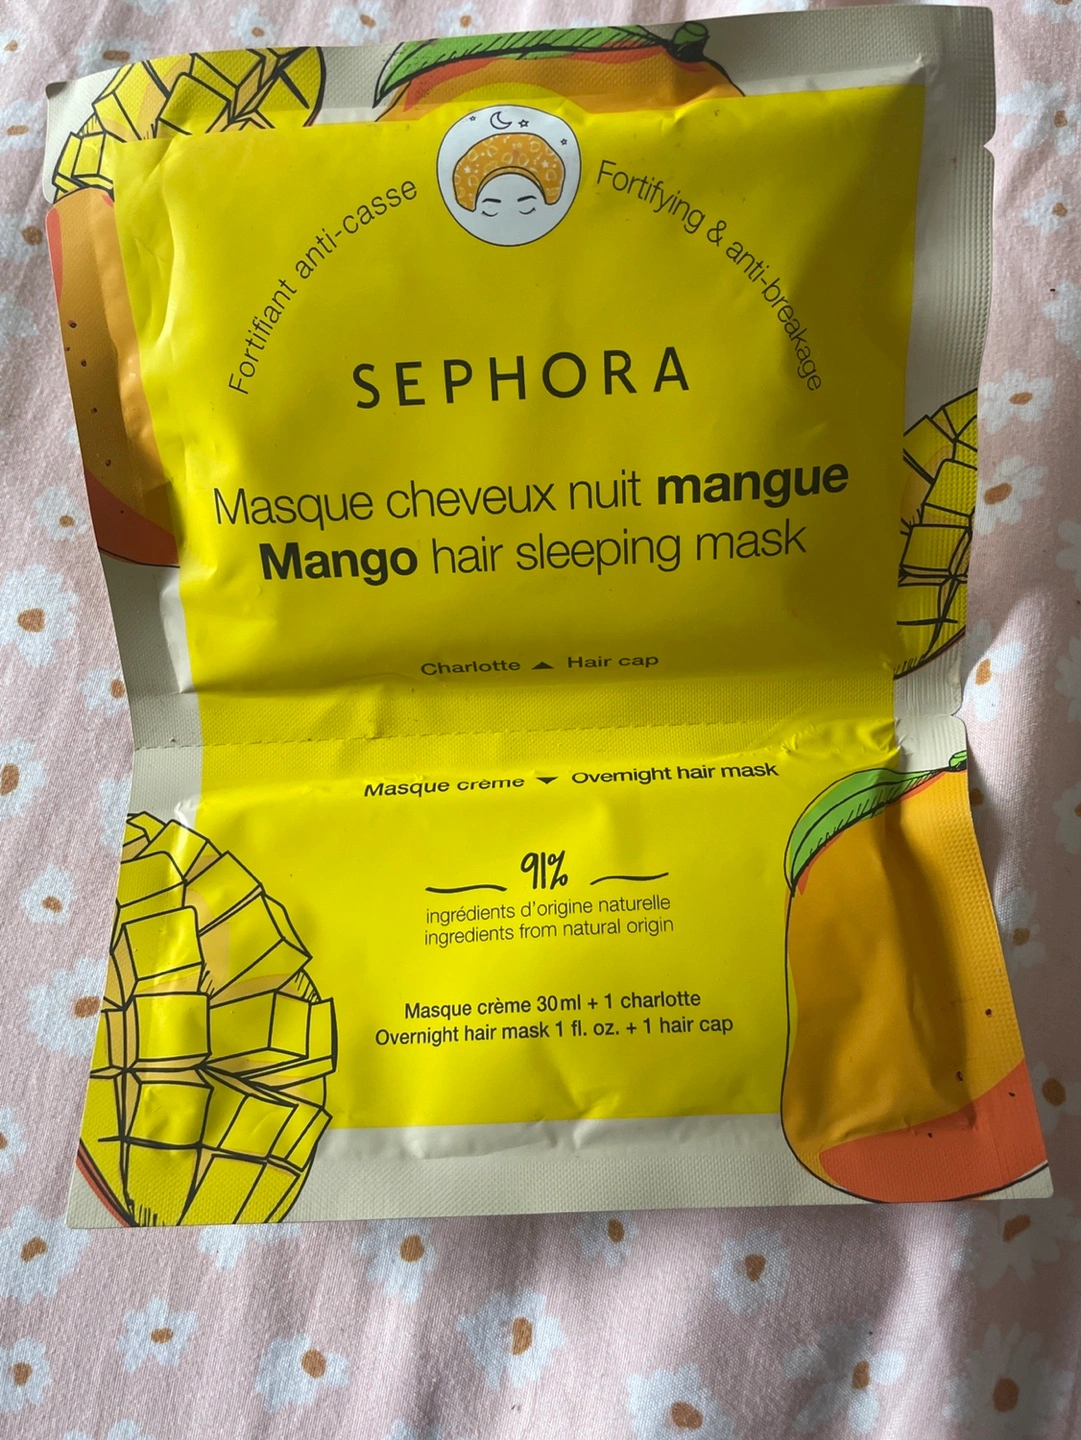 Fortifiant anti-casse
Fortifying & anti-breakage
SEPHORA
Masque cheveux nuit mangue
Mango hair sleeping mask
Charlotte ▲ Hair cap
Masque crème ▼ Overnight hair mask
91%
ingrédients d'origine naturelle
ingredients from natural origin
Masque crème 30 ml + 1 charlotte
Overnight hair mask 1 fl. oz. + 1 hair cap